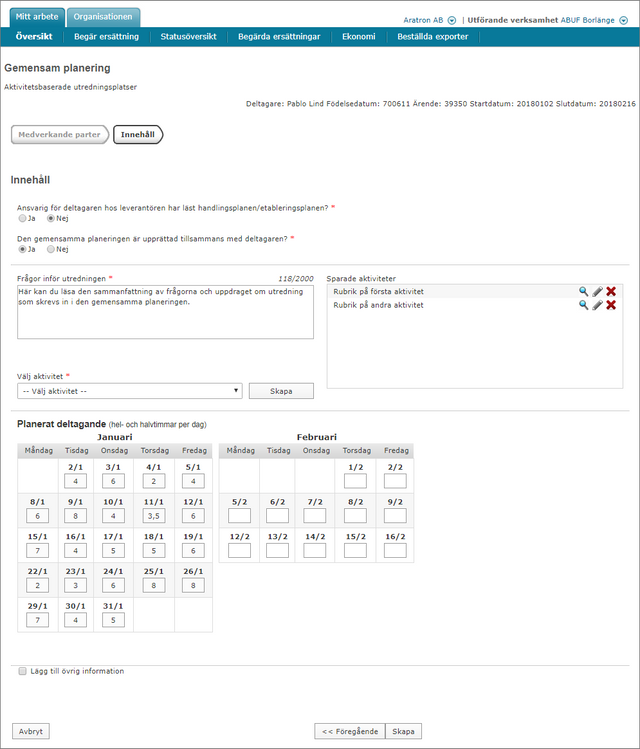 Mitt arbete Organisationen
Aratron AB | Utförande verksamhet ABUF Borlänge
Översikt Begär ersättning Statusöversikt Begärda ersättningar Ekonomi Beställda exporter
Gemensam planering
Aktivitetsbaserade utredningsplatser
Deltagare: Pablo Lind Födelsedatum: 700611 Ärende: 39350 Startdatum: 20180102 Slutdatum: 20180216
Medverkande parter Innehåll
Innehåll
Ansvarig för deltagaren hos leverantören har läst handlingsplanen/etableringsplanen? *
Ja Nej
Den gemensamma planeringen är upprättad tillsammans med deltagaren? *
Ja Nej
Frågor inför utredningen * 118/2000
Här kan du läsa den sammanfattning av frågorna och uppdraget om utredning
som skrevs in i den gemensamma planeringen.
Sparade aktiviteter
Rubrik på första aktivitet
Rubrik på andra aktivitet
Välj aktivitet *
-- Välj aktivitet -- Skapa
Planerat deltagande (hel- och halvtimmar per dag)
Januari
Måndag Tisdag Onsdag Torsdag Fredag
2/1 3/1 4/1 5/1
4 6 2 4
8/1 9/1 10/1 11/1 12/1
6 8 4 3,5 6
15/1 16/1 17/1 18/1 19/1
7 4 5 5 6
22/1 23/1 24/1 25/1 26/1
2 3 6 8 8
29/1 30/1 31/1
7 4 5
Februari
Måndag Tisdag Onsdag Torsdag Fredag
1/2 2/2
5/2 6/2 7/2 8/2 9/2
12/2 13/2 14/2 15/2 16/2
Lägg till övrig information
Avbryt << Föregående Skapa